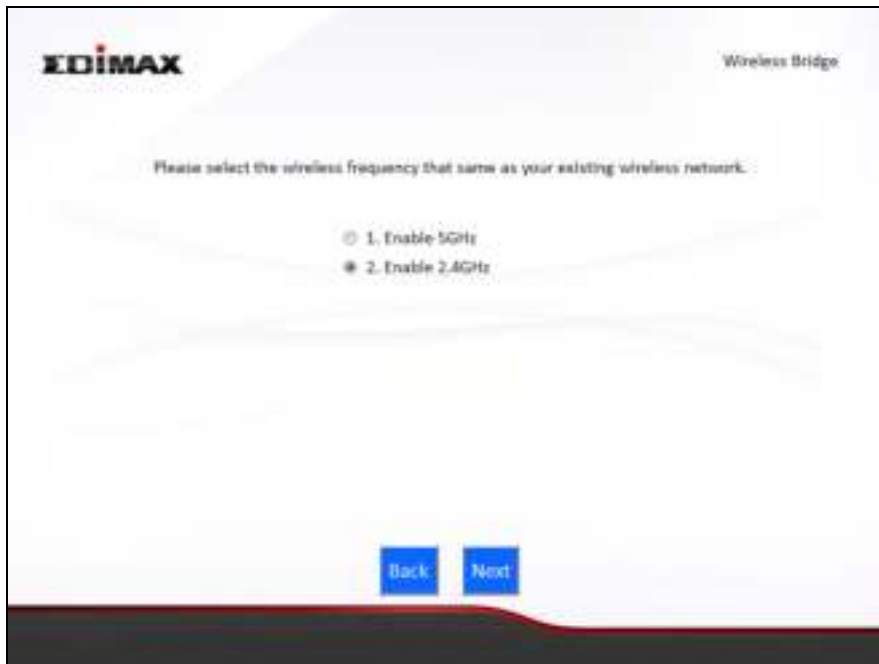 EDIMAX
Wireless Bridge
Please select the wireless frequency that same as your existing wireless network.
1. Enable 5GHz
2. Enable 2.4GHz
Back Next